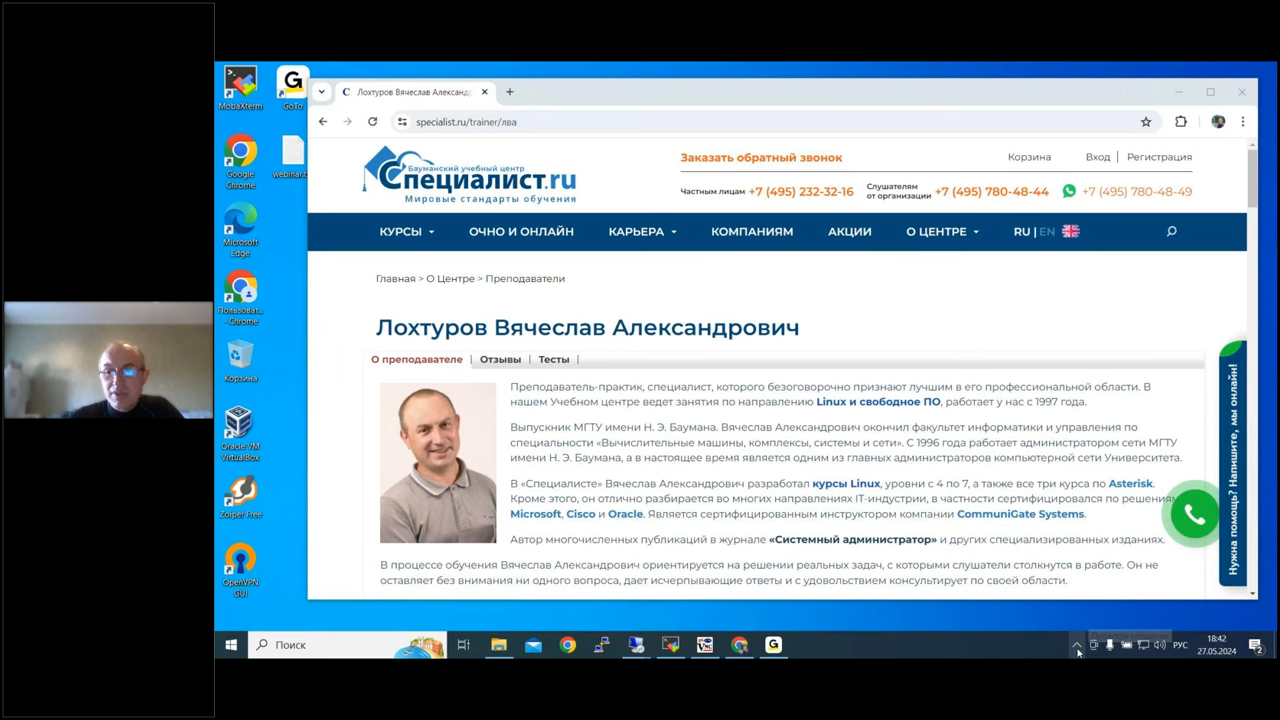 MobaXterm
GoTo
Google
Chrome
webinar.t
Microsoft
Edge
Пользоват...
- Chrome
Корзина
Oracle VM
VirtualBox
Zoiper Free
OpenVPN
GUI
Лохтуров Вячеслав Александр
specialist.ru/trainer/лва
Бауманский учебный центр
Специалист.ru
Мировые стандарты обучения
Заказать обратный звонок
Корзина
Вход | Регистрация
Частным лицам +7 (495) 232-32-16
Слушателям
от организации +7 (495) 780-48-44
+7 (495) 780-48-49
КУРСЫ
ОЧНО И ОНЛАЙН
КАРЬЕРА
КОМПАНИЯМ
АКЦИИ
О ЦЕНТРЕ
RU | EN
Главная > О Центре > Преподаватели
Лохтуров Вячеслав Александрович
О преподавателе | Отзывы | Тесты |
Преподаватель-практик, специалист, которого безоговорочно признают лучшим в его профессиональной области. В
нашем Учебном центре ведет занятия по направлению Linux и свободное ПО, работает у нас с 1997 года.
Выпускник МГТУ имени Н. Э. Баумана. Вячеслав Александрович окончил факультет информатики и управления по
специальности «Вычислительные машины, комплексы, системы и сети». С 1996 года работает администратором сети МГТУ
имени Н. Э. Баумана, а в настоящее время является одним из главных администраторов компьютерной сети Университета.
В «Специалисте» Вячеслав Александрович разработал курсы Linux, уровни с 4 по 7, а также все три курса по Asterisk.
Кроме этого, он отлично разбирается во многих направлениях IT-индустрии, в частности сертифицировался по решениям
Microsoft, Cisco и Oracle. Является сертифицированным инструктором компании CommuniGate Systems.
Автор многочисленных публикаций в журнале «Системный администратор» и других специализированных изданиях.
В процессе обучения Вячеслав Александрович ориентируется на решении реальных задач, с которыми слушатели столкнутся в работе. Он не
оставляет без внимания ни одного вопроса, дает исчерпывающие ответы и с удовольствием консультирует по своей области.
Нужна помощь? Напишите, мы онлайн!
Поиск
РУС
18:42
27.05.2024
2